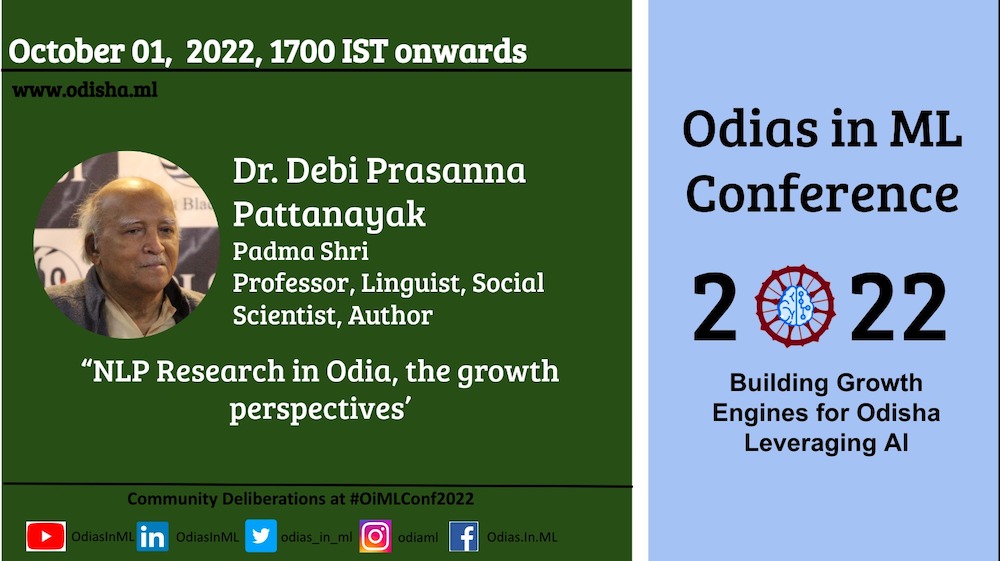 October 01,  2022, 1700 IST onwards
www.odisha.ml
Dr. Debi Prasanna
Pattanayak
Padma Shri
Professor, Linguist, Social
Scientist, Author
“NLP Research in Odia, the growth
perspectives’
Community Deliberations at #OiMLConf2022
OdiasInML OdiasInML odias_in_ml odiaml Odias.In.ML
Odias in ML
Conference
2022
Building Growth
Engines for Odisha
Leveraging AI